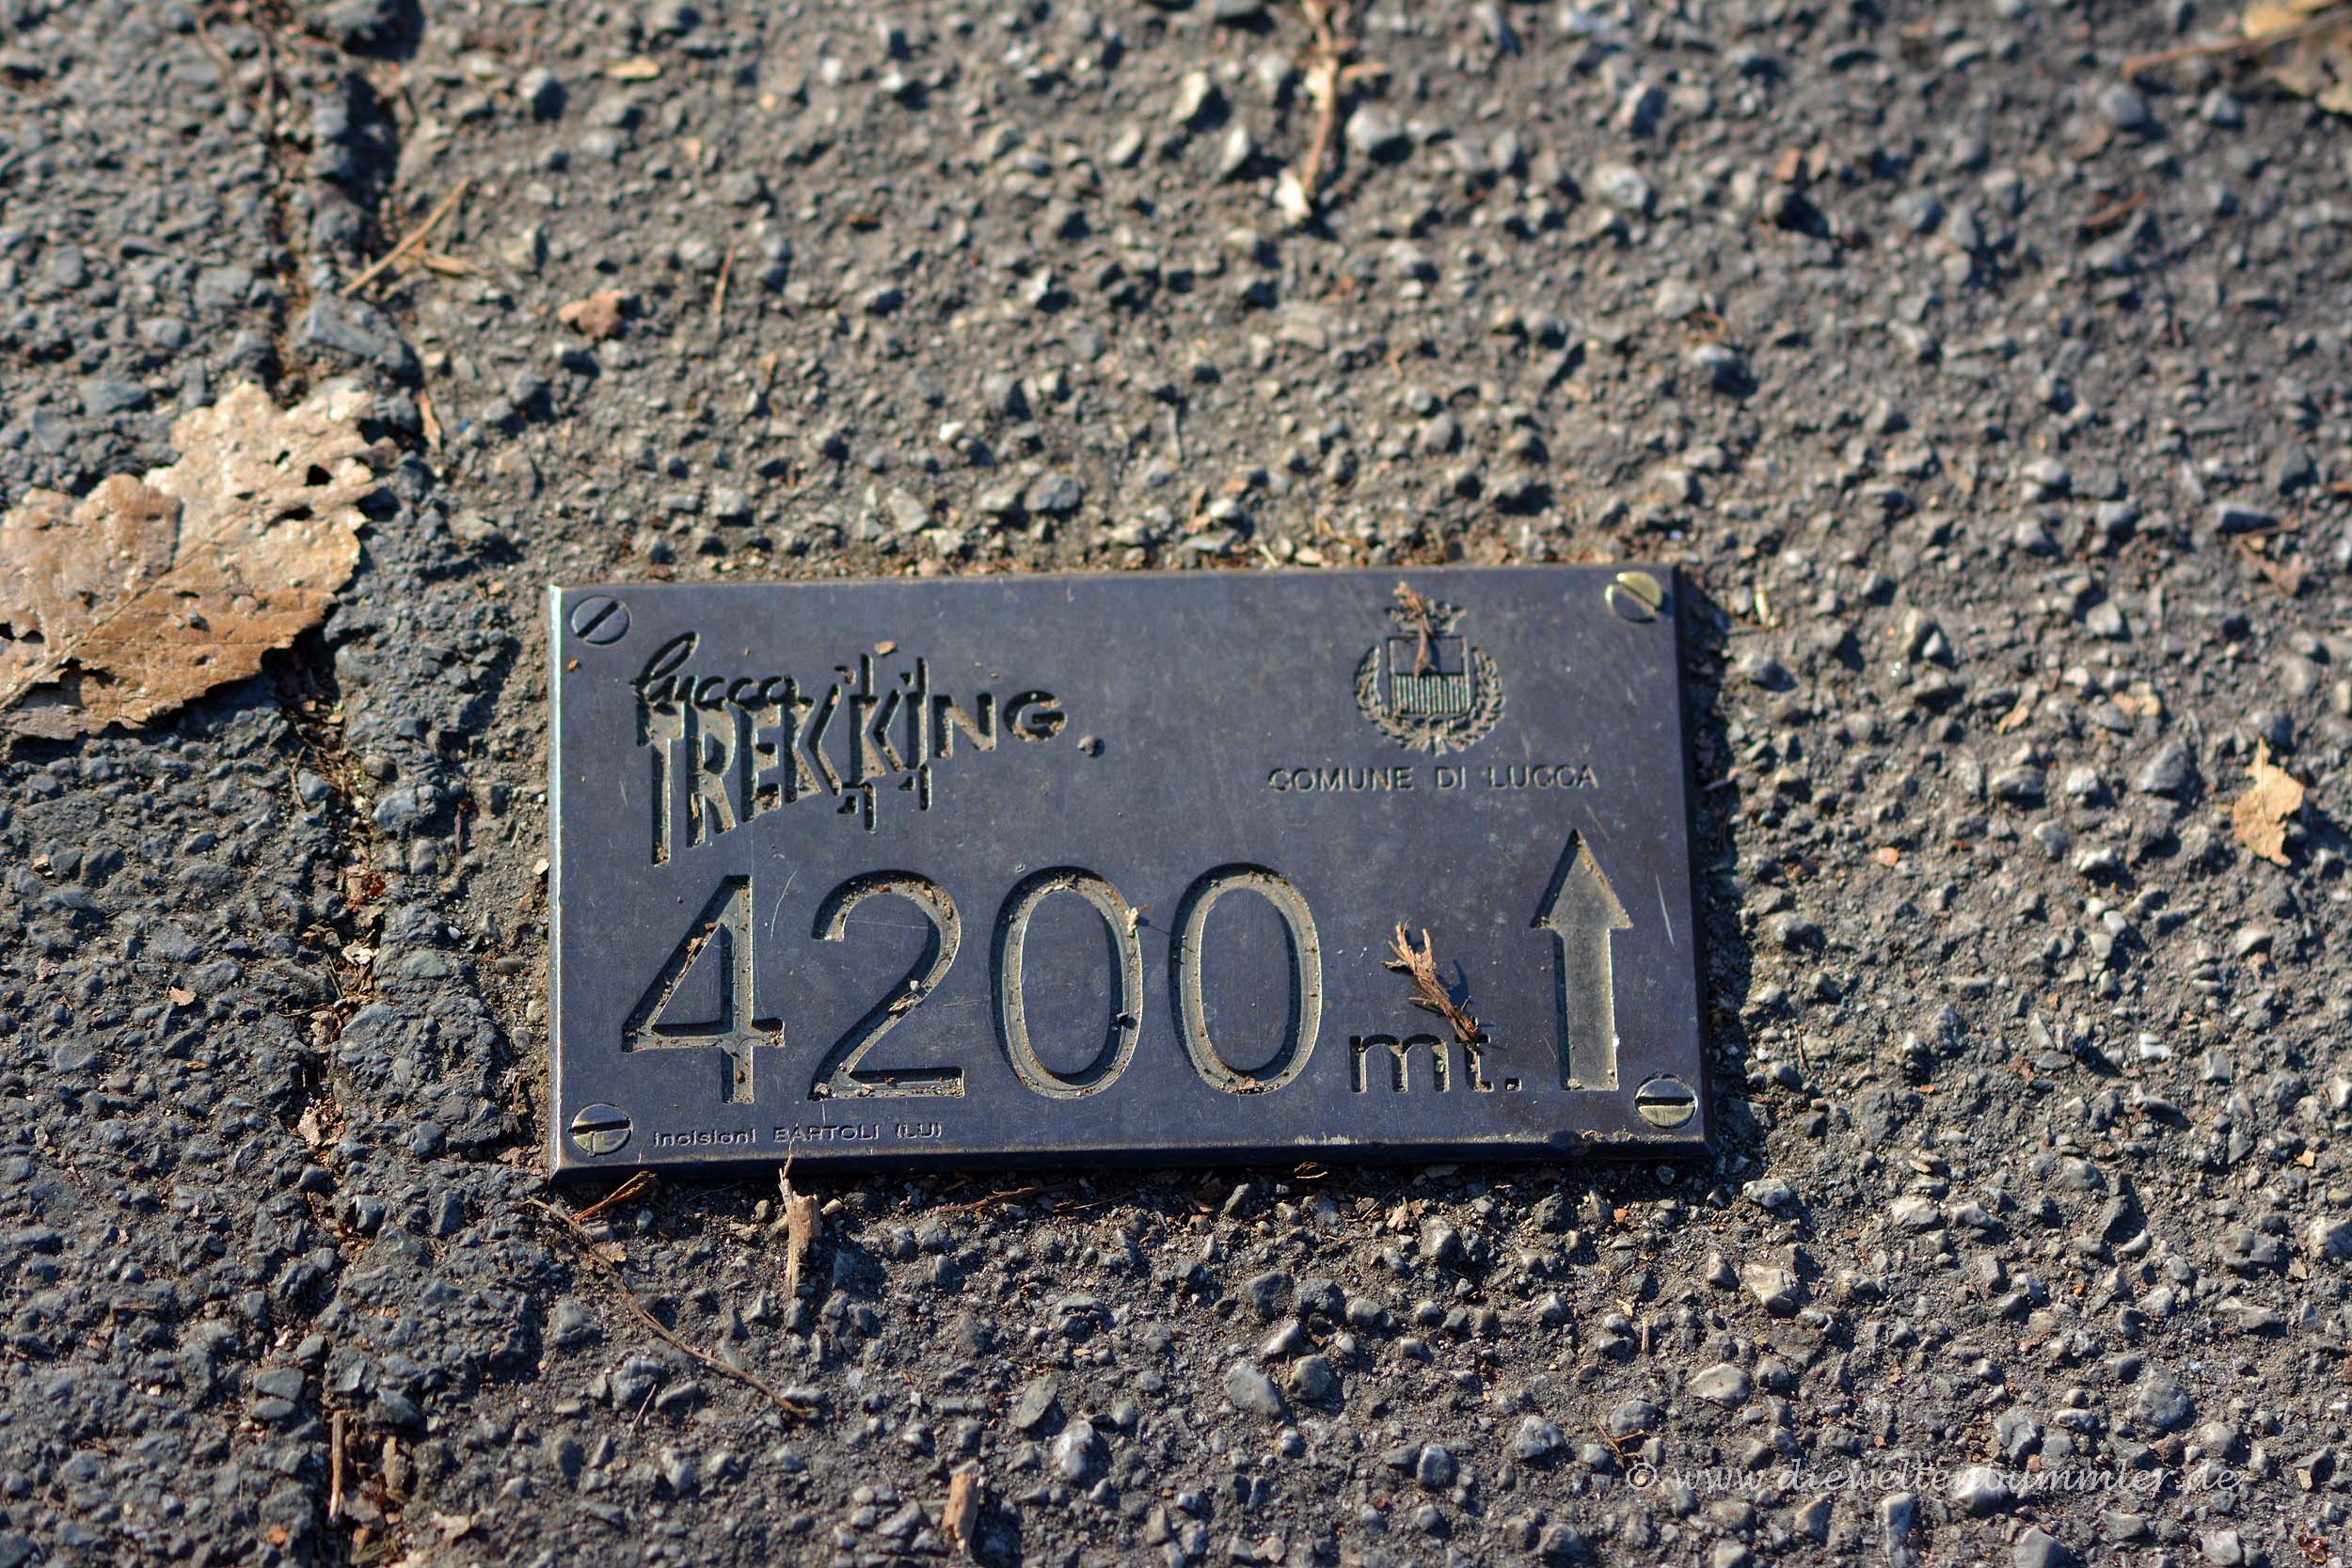 lucca
TREKKING.
COMUNE DI LUCCA
4200 mt.
incisioni BARTOLI (LU)
© www.dieweltenbummler.de